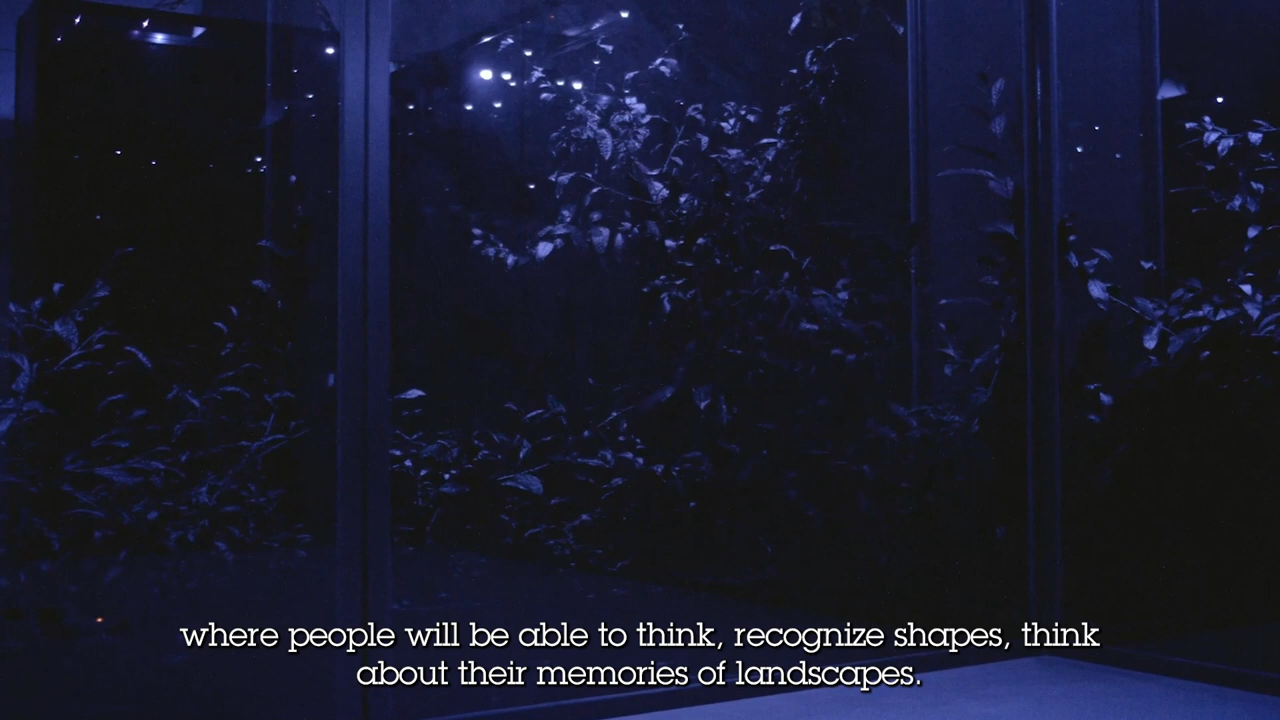 where people will be able to think, recognize shapes, think
about their memories of landscapes.